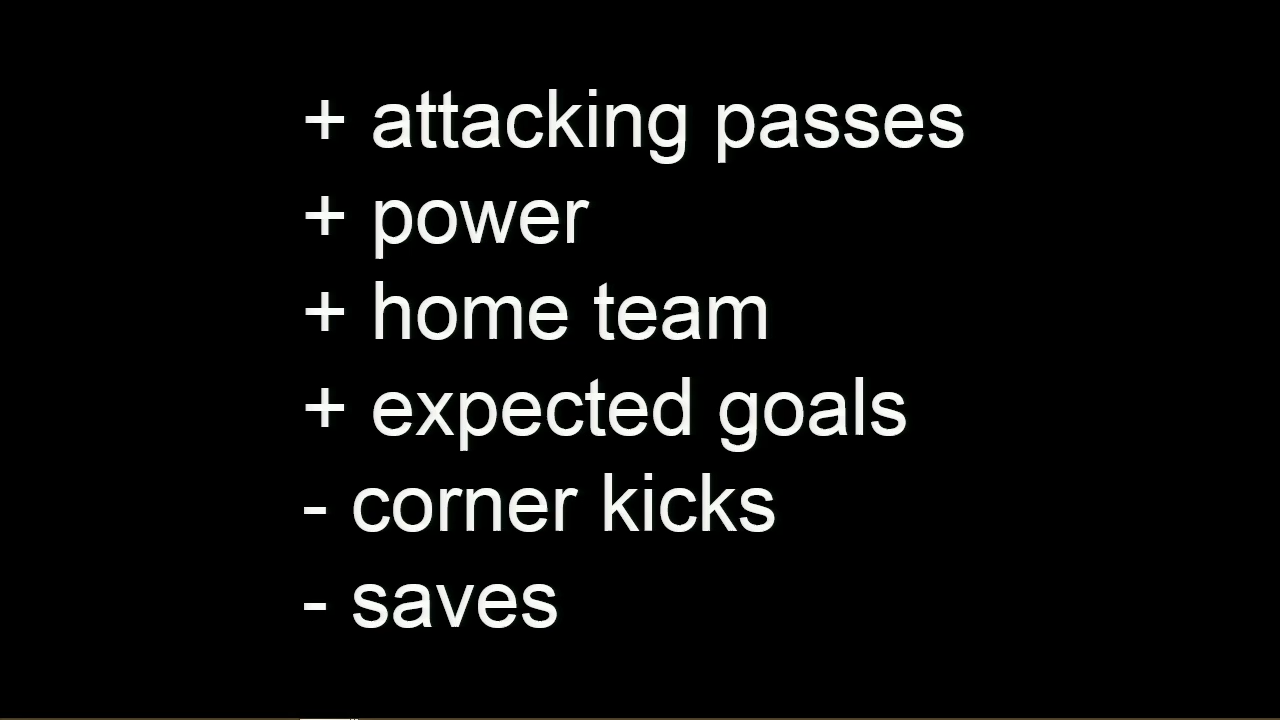 + attacking passes
+ power
+ home team
+ expected goals
- corner kicks
- saves